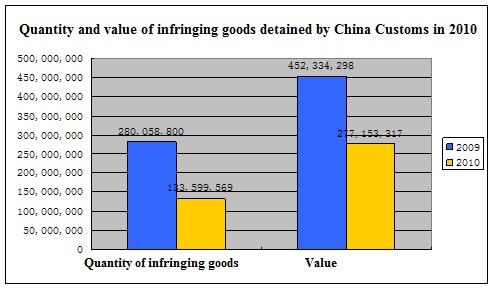 Quantity and value of infringing goods detained by China Customs in 2010
500, 000, 000
450, 000, 000
400, 000, 000
350, 000, 000
300, 000, 000
250, 000, 000
200, 000, 000
150, 000, 000
100, 000, 000
50, 000, 000
0
280, 058, 800
133, 599, 569
452, 334, 298
277, 153, 317
Quantity of infringing goods
Value
2009
2010